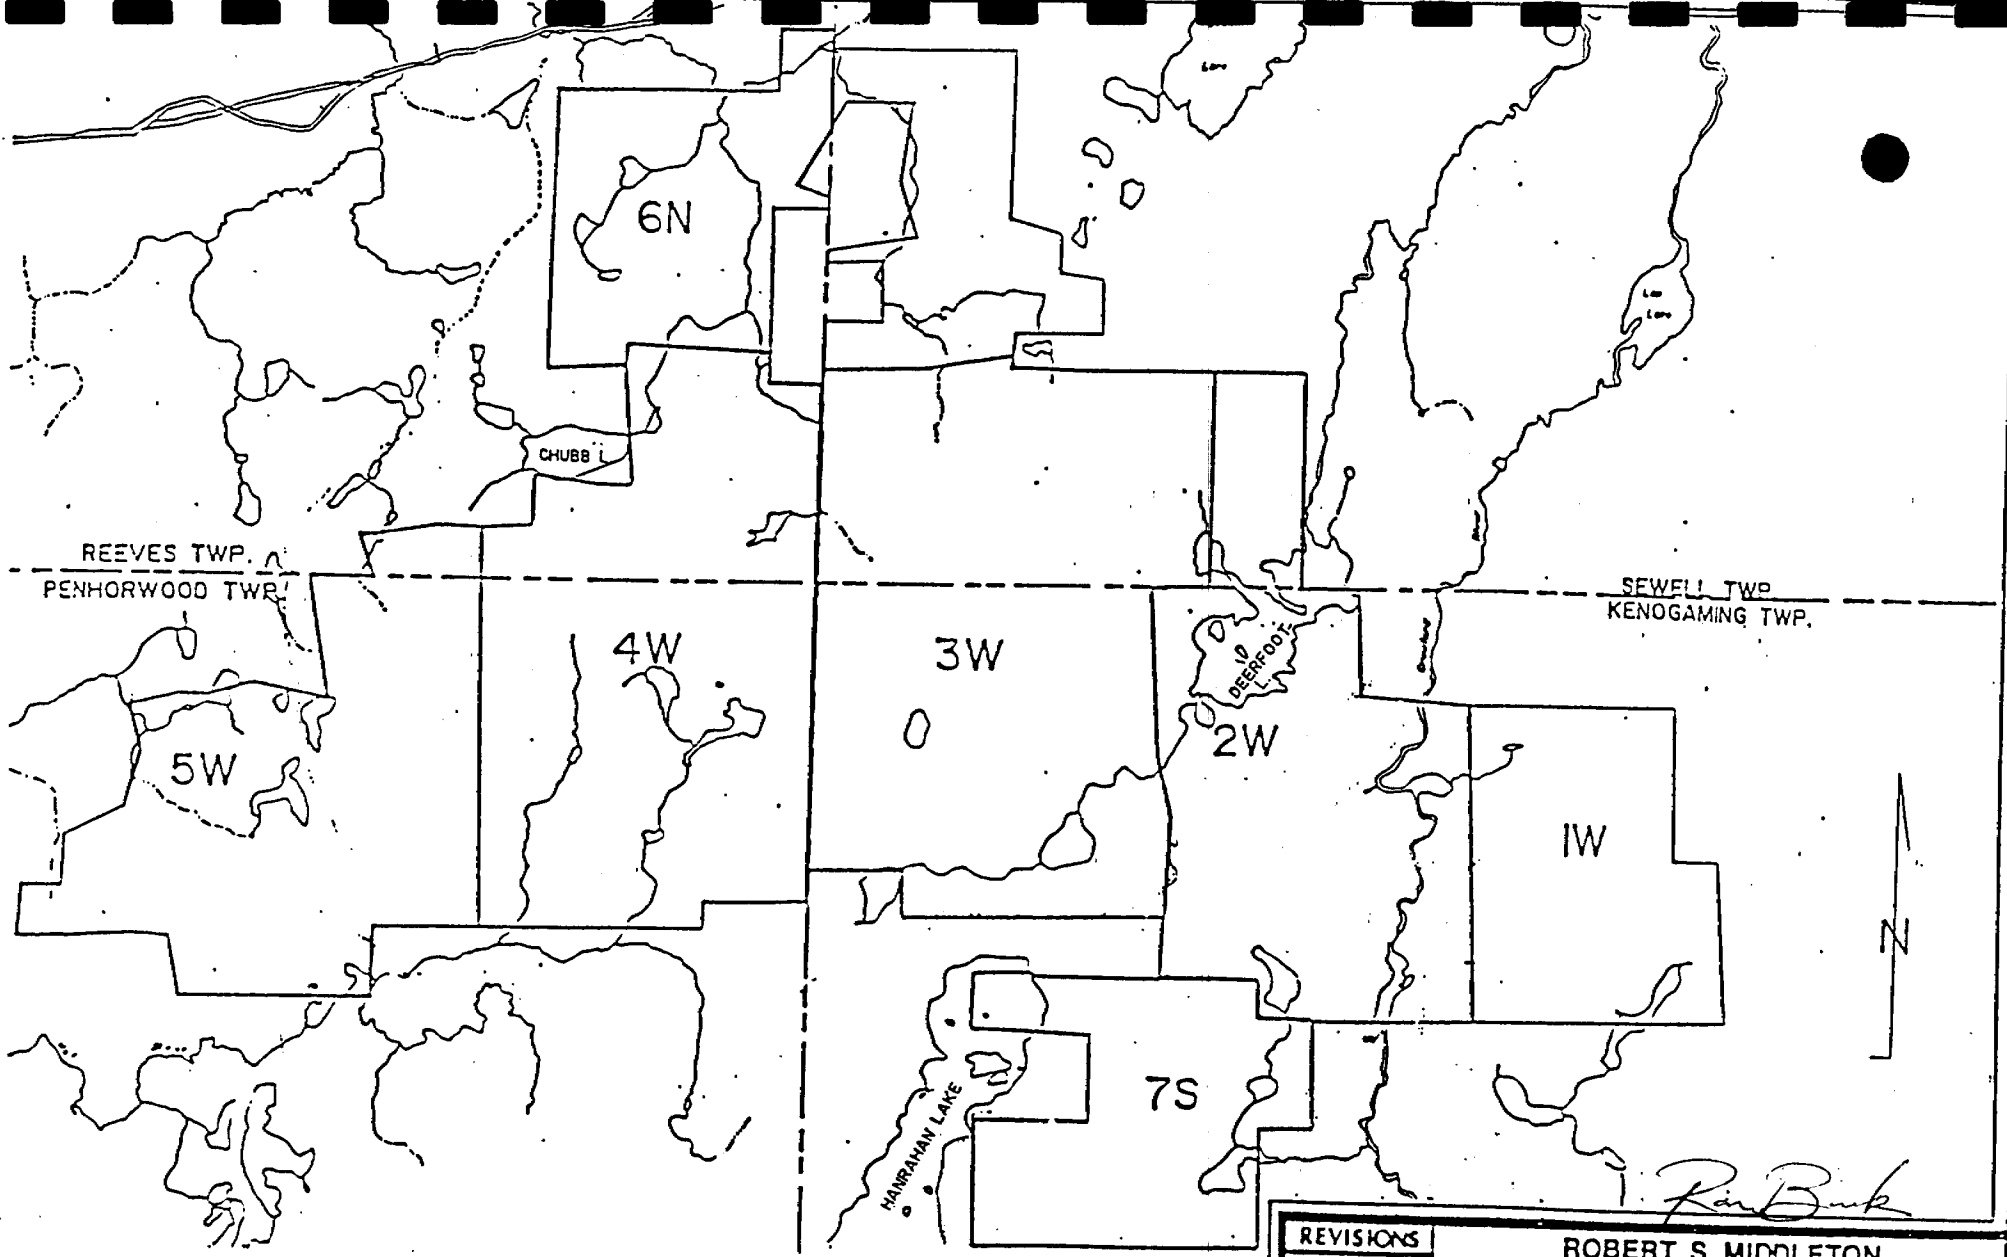 6N
CHUBB L.
REEVES TWP.
PENHORWOOD TWP.
SEWELL TWP.
KENOGAMING TWP.
4W
3W
DEERFOOT
L.
2W
5W
1W
N
7S
HANRAHAN LAKE
REVISIONS
ROBERT S. MIDDLETON